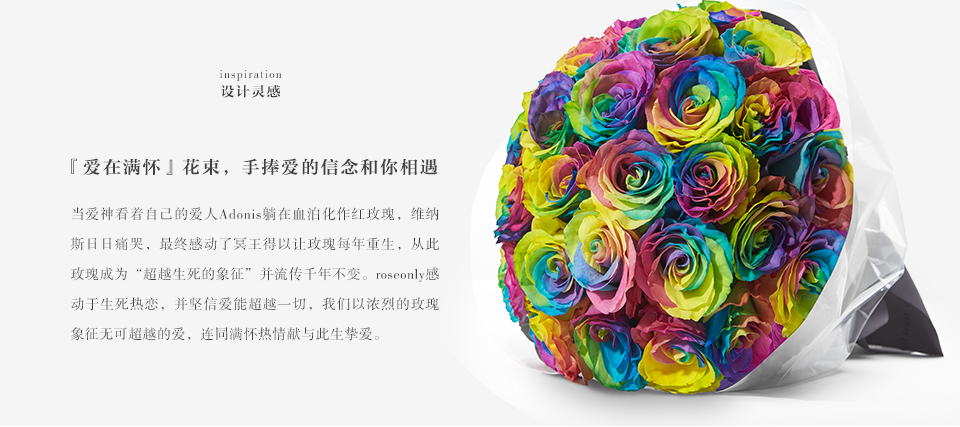 inspiration
设计灵感
『爱在满怀』花束，手捧爱的信念和你相遇
当爱神看着自己的爱人Adonis躺在血泊化作红玫瑰，维纳
斯日日痛哭，最终感动了冥王得以让玫瑰每年重生，从此
玫瑰成为“超越生死的象征”并流传千年不变。roseonly感
动于生死热恋，并坚信爱能超越一切，我们以浓烈的玫瑰
象征无可超越的爱，连同满怀热情献与此生挚爱。